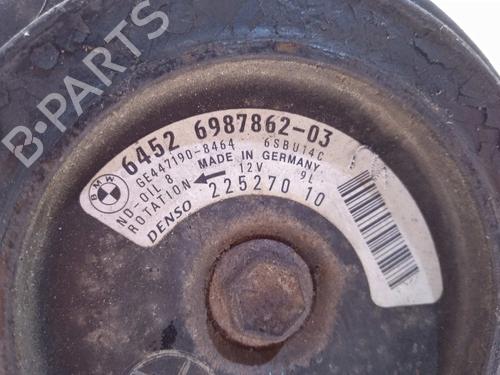 B-PARTS
BMW
6452 6987862-03
GE447190-8464 6SBU14C
ND-OIL 8 MADE IN GERMANY
ROTATION 12V 9L
DENSO 225270 10